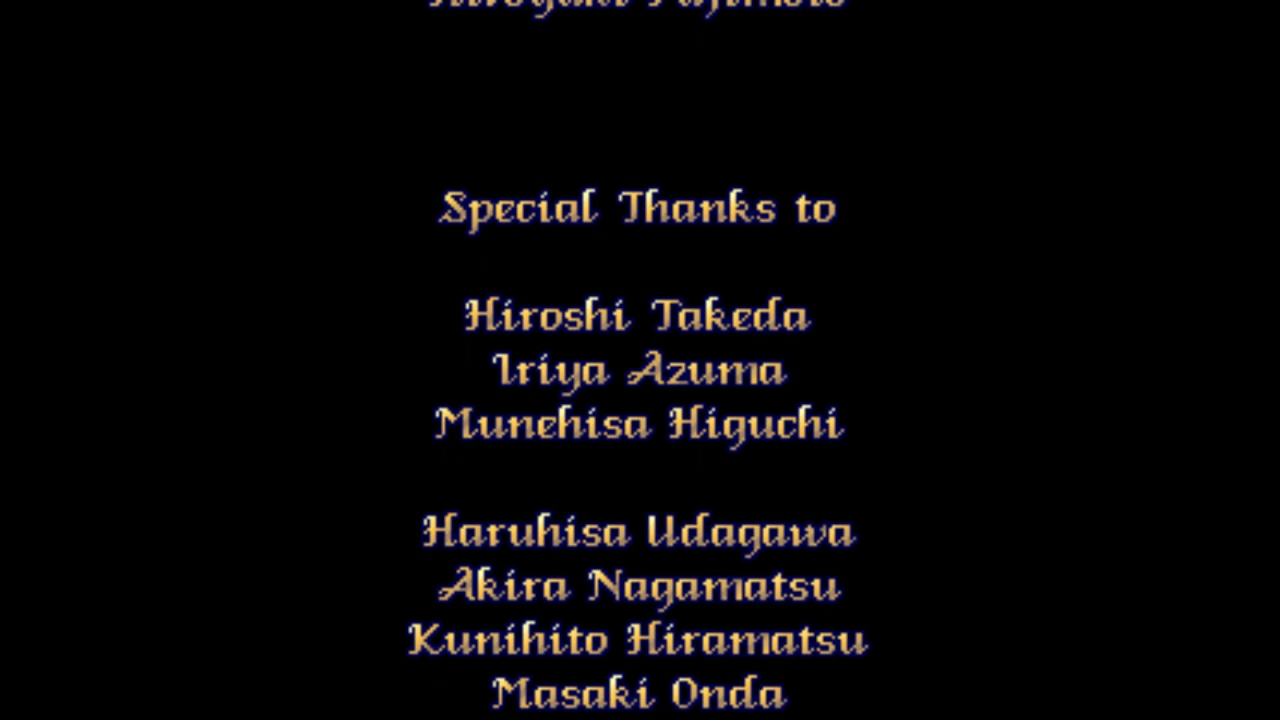 Special Thanks to
Hiroshi Takeda
Iriya Azuma
Munehisa Higuchi
Haruhisa Udagawa
Akira Nagamatsu
Kunihito Hiramatsu
Masaki Onda